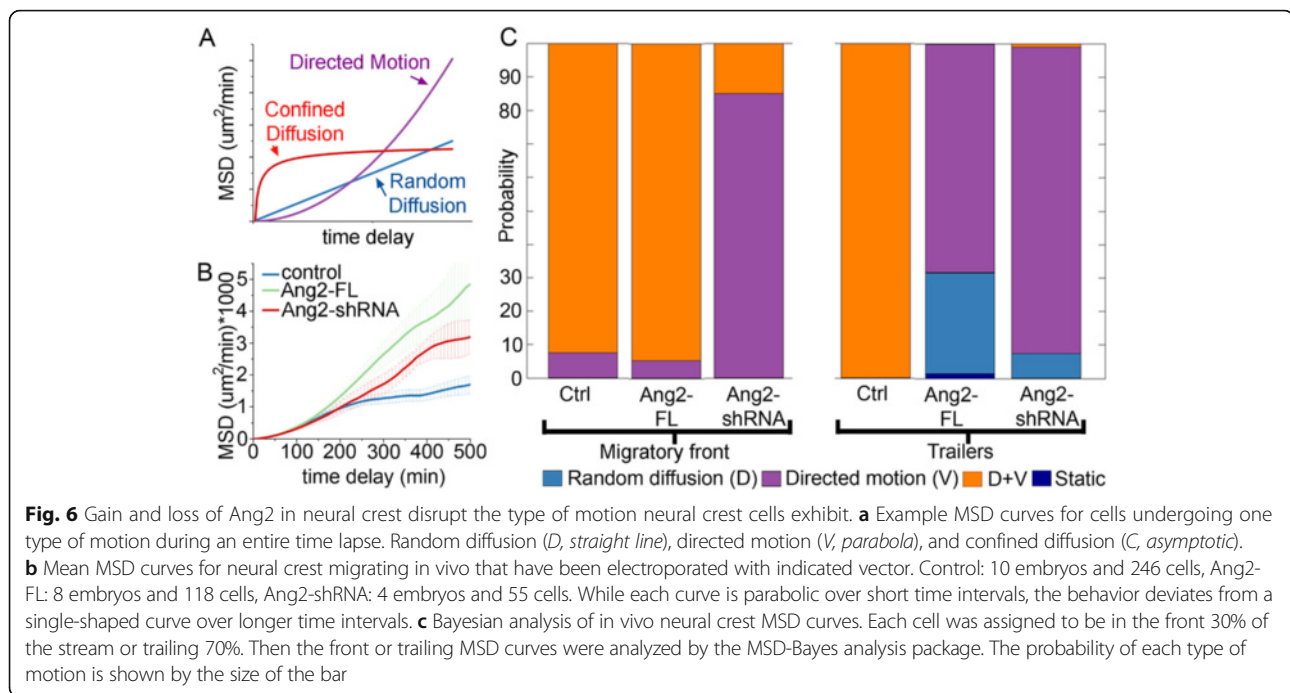 A
MSD (um²/min)
Directed Motion
Confined
Diffusion
Random
Diffusion
time delay
B
MSD (um²/min)*1000
control
Ang2-FL
Ang2-shRNA
5
4
3
2
1
0
0 100 200 300 400 500
time delay (min)
C
Probability
90
80
30
20
10
0
Ctrl Ang2-FL Ang2-shRNA
Migratory front
Ctrl Ang2-FL Ang2-shRNA
Trailers
Random diffusion (D) Directed motion (V) D+V Static
Fig. 6 Gain and loss of Ang2 in neural crest disrupt the type of motion neural crest cells exhibit. a Example MSD curves for cells undergoing one
type of motion during an entire time lapse. Random diffusion (D, straight line), directed motion (V, parabola), and confined diffusion (C, asymptotic).
b Mean MSD curves for neural crest migrating in vivo that have been electroporated with indicated vector. Control: 10 embryos and 246 cells, Ang2-
FL: 8 embryos and 118 cells, Ang2-shRNA: 4 embryos and 55 cells. While each curve is parabolic over short time intervals, the behavior deviates from a
single-shaped curve over longer time intervals. c Bayesian analysis of in vivo neural crest MSD curves. Each cell was assigned to be in the front 30% of
the stream or trailing 70%. Then the front or trailing MSD curves were analyzed by the MSD-Bayes analysis package. The probability of each type of
motion is shown by the size of the bar